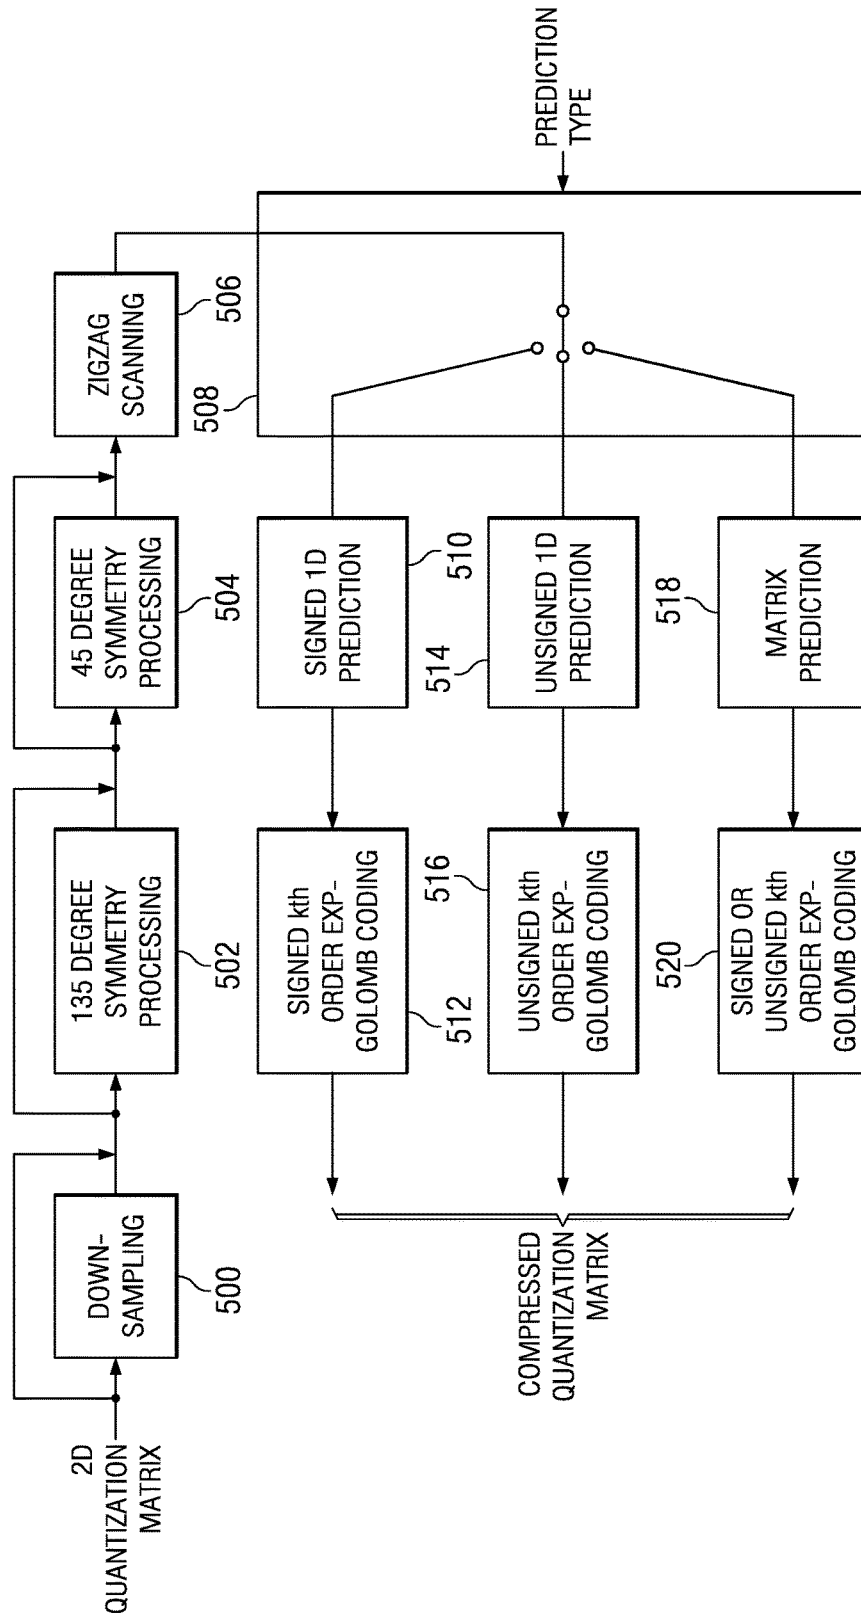 2D
QUANTIZATION
MATRIX
DOWN-
SAMPLING
500
135 DEGREE
SYMMETRY
PROCESSING
502
45 DEGREE
SYMMETRY
PROCESSING
504
ZIGZAG
SCANNING
506
508
PREDICTION
TYPE
SIGNED 1D
PREDICTION
510
SIGNED kth
ORDER EXP-
GOLOMB CODING
512
UNSIGNED 1D
PREDICTION
514
UNSIGNED kth
ORDER EXP-
GOLOMB CODING
516
MATRIX
PREDICTION
518
SIGNED OR
UNSIGNED kth
ORDER EXP-
GOLOMB CODING
520
COMPRESSED
QUANTIZATION
MATRIX